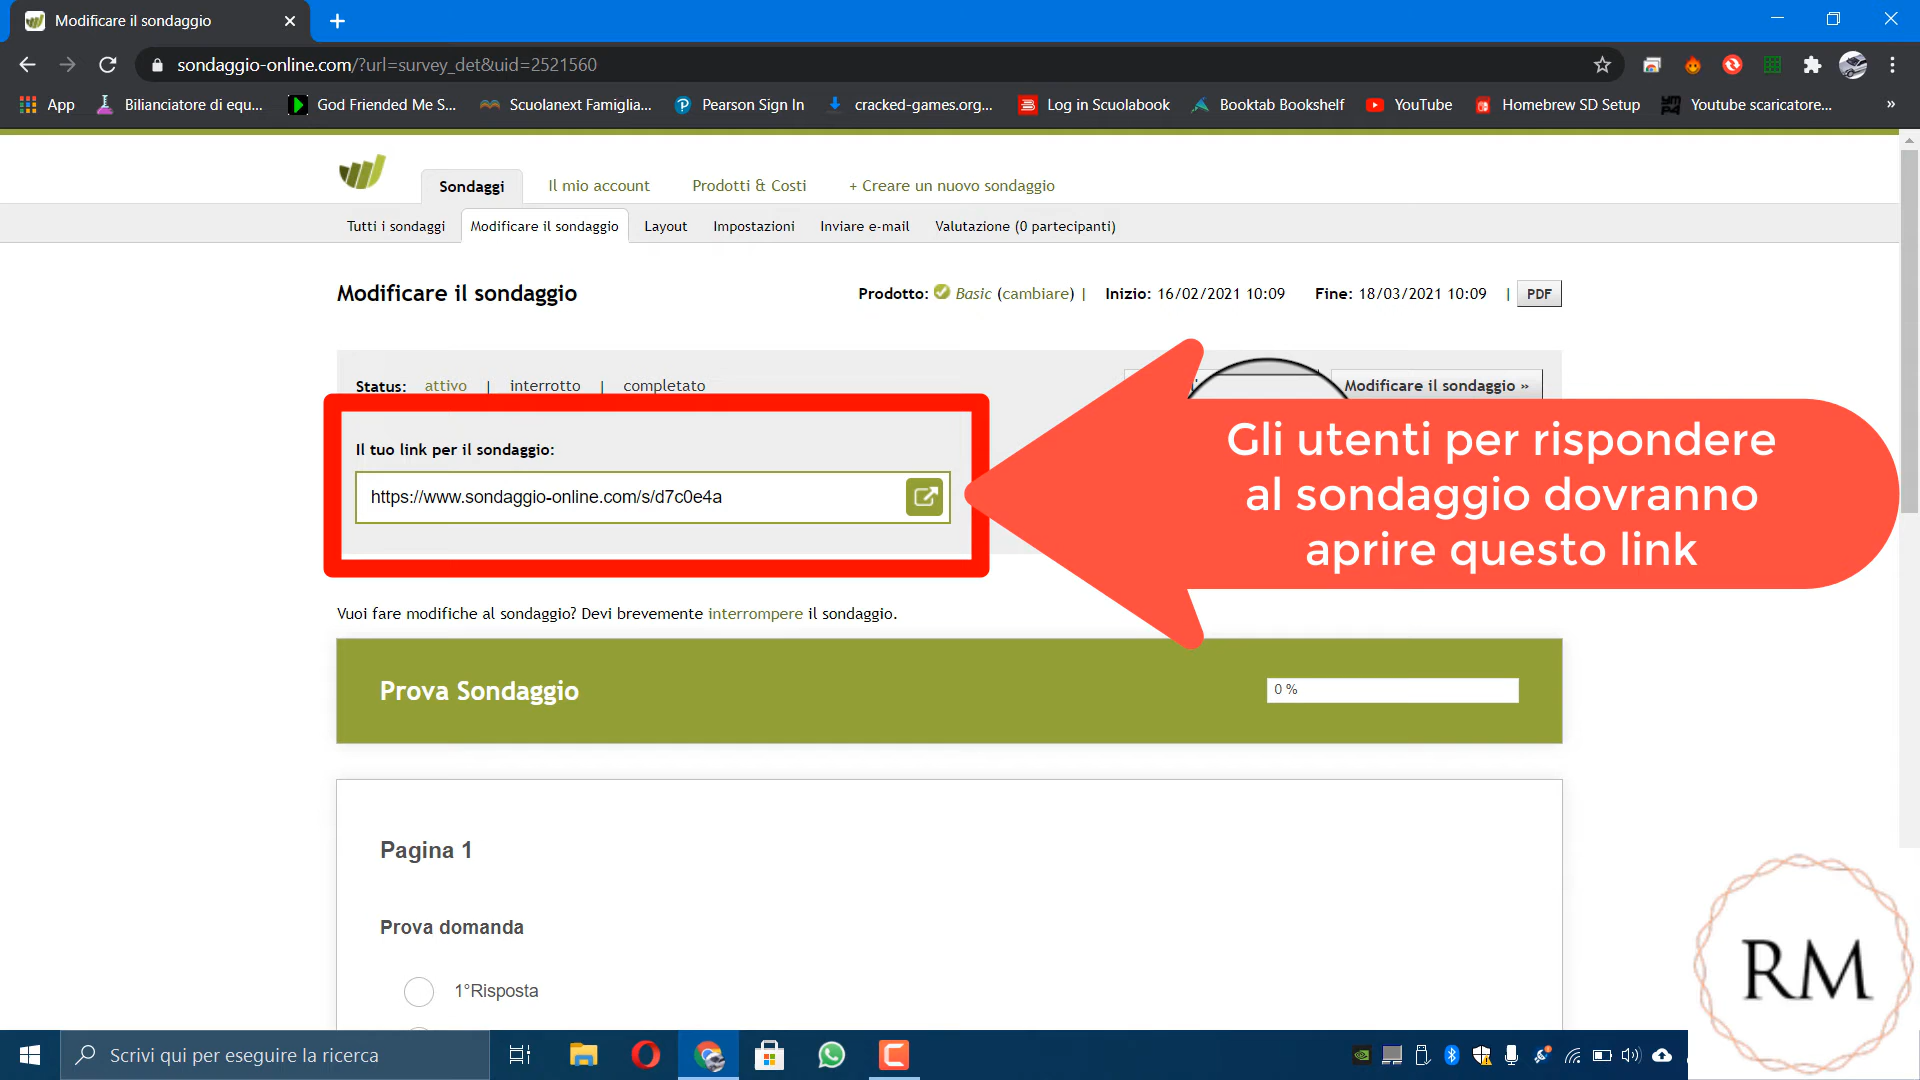 Modificare il sondaggio
sondaggio-online.com/?url=survey_det&uid=2521560
App
Bilianciatore di equ...
God Friended Me S...
Scuolanext Famiglia...
Pearson Sign In
cracked-games.org...
Log in Scuolabook
Booktab Bookshelf
YouTube
Homebrew SD Setup
Youtube scaricatore...
»
Sondaggi
Il mio account
Prodotti & Costi
+ Creare un nuovo sondaggio
Tutti i sondaggi
Modificare il sondaggio
Layout
Impostazioni
Inviare e-mail
Valutazione (0 partecipanti)
Modificare il sondaggio
Prodotto: Basic (cambiare) | Inizio: 16/02/2021 10:09 Fine: 18/03/2021 10:09 | PDF
Status: attivo | interrotto | completato
Modificare il sondaggio »
Il tuo link per il sondaggio:
https://www.sondaggio-online.com/s/d7c0e4a
Gli utenti per rispondere
al sondaggio dovranno
aprire questo link
Vuoi fare modifiche al sondaggio? Devi brevemente interrompere il sondaggio.
Prova Sondaggio
0 %
Pagina 1
Prova domanda
1°Risposta
RM
Scrivi qui per eseguire la ricerca